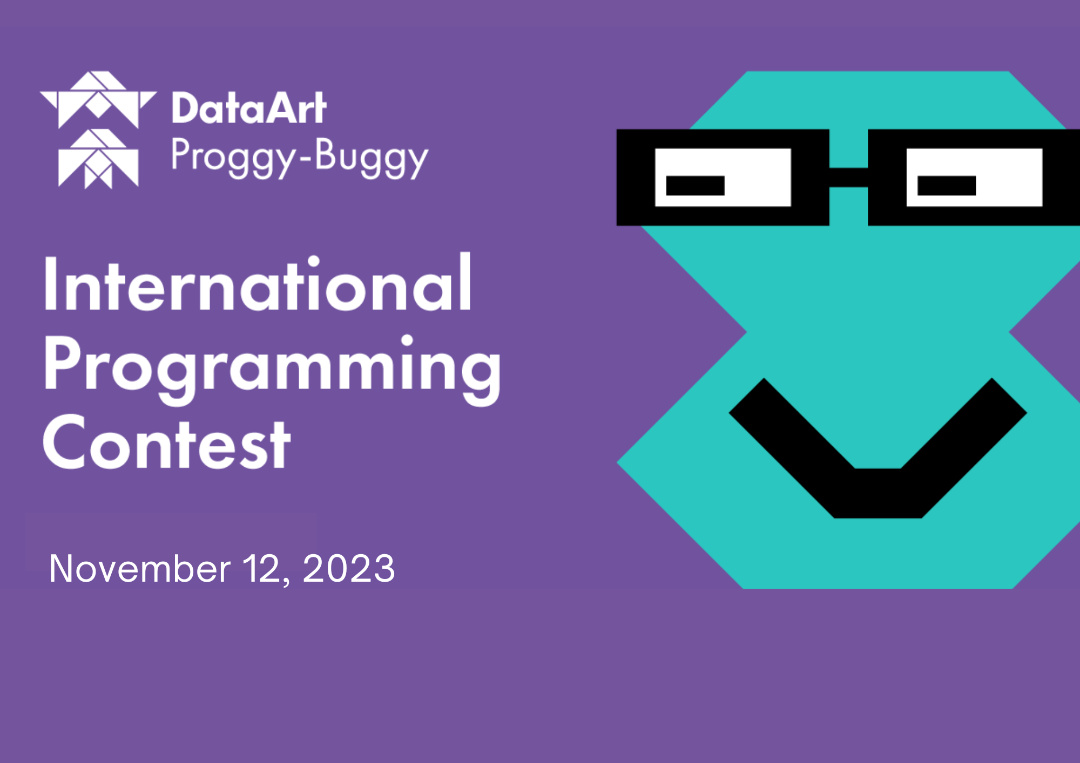 DataArt
Proggy-Buggy
International
Programming
Contest
November 12, 2023